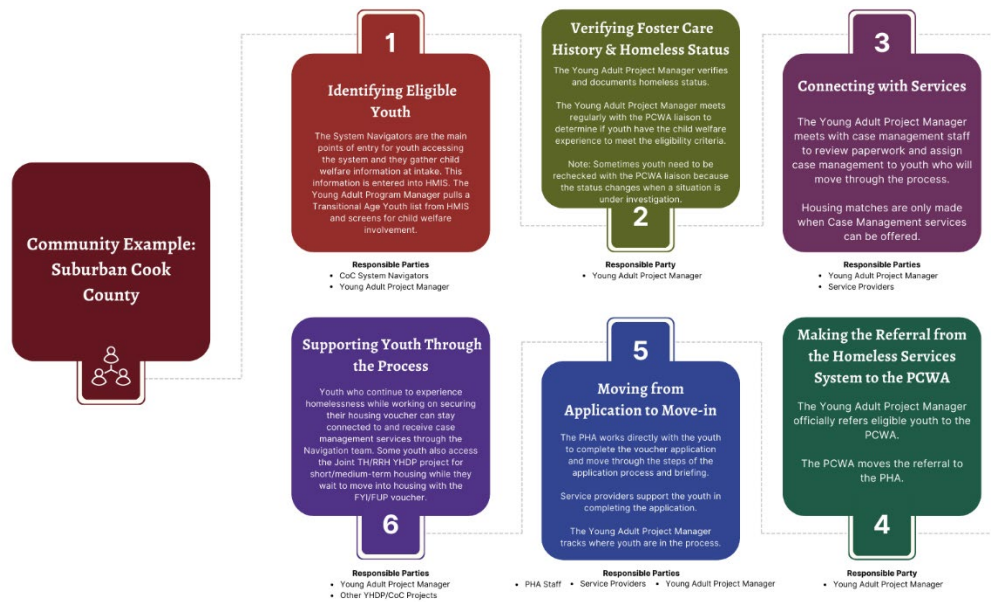 Community Example:
Suburban Cook
County
1
Identifying Eligible
Youth
The System Navigators are the main
points of entry for youth accessing
the system and they gather child
welfare information at intake. This
information is entered into HMIS. The
Young Adult Program Manager pulls a
Transitional Age Youth list from HMIS
and screens for child welfare
involvement.
Responsible Parties
• CoC System Navigators
• Young Adult Project Manager
Verifying Foster Care
History & Homeless Status
The Young Adult Project Manager verifies
and documents homeless status.
The Young Adult Project Manager meets
regularly with the PCWA liaison to
determine if youth have the child welfare
experience to meet the eligibility criteria.
Note: Sometimes youth need to be
rechecked with the PCWA liaison because
the status changes when a situation is
under investigation.
2
Responsible Party
• Young Adult Project Manager
3
Connecting with Services
The Young Adult Project Manager
meets with case management staff
to review paperwork and assign
case management to youth who will
move through the process.
Housing matches are only made
when Case Management services
can be offered.
Responsible Parties
• Young Adult Project Manager
• Service Providers
Making the Referral from
the Homeless Services
System to the PCWA
The Young Adult Project Manager
officially refers eligible youth to the
PCWA.
The PCWA moves the referral to
the PHA.
4
Responsible Party
• Young Adult Project Manager
5
Moving from
Application to Move-in
The PHA works directly with the youth
to complete the voucher application
and move through the steps of the
application process and briefing.
Service providers support the youth in
completing the application.
The Young Adult Project Manager
tracks where youth are in the process.
Responsible Parties
• PHA Staff • Service Providers • Young Adult Project Manager
Supporting Youth Through
the Process
Youth who continue to experience
homelessness while working on securing
their housing voucher can stay
connected to and receive case
management services through the
Navigation team. Some youth also access
the Joint TH/RRH YHDP project for
short/medium-term housing while they
wait to move into housing with the
FYI/FUP voucher.
6
Responsible Parties
• Young Adult Project Manager
• Other YHDP/CoC Projects